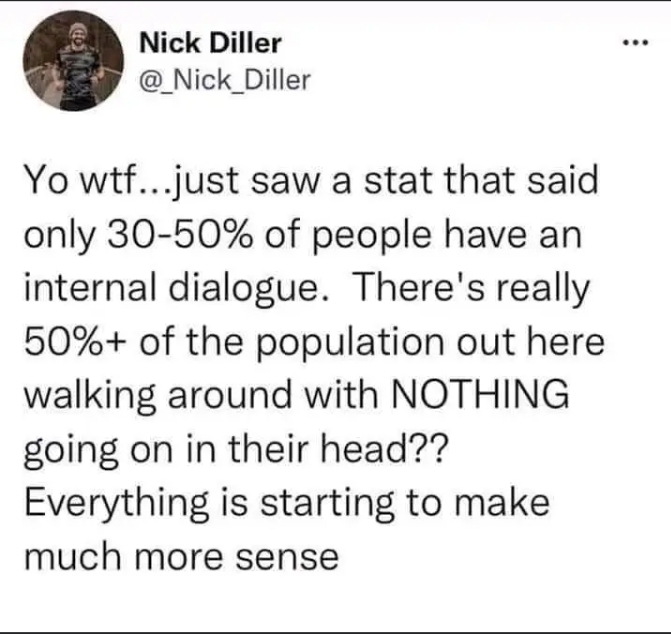 Nick Diller
@_Nick_Diller
Yo wtf...just saw a stat that said
only 30-50% of people have an
internal dialogue.  There's really
50%+ of the population out here
walking around with NOTHING
going on in their head??
Everything is starting to make
much more sense